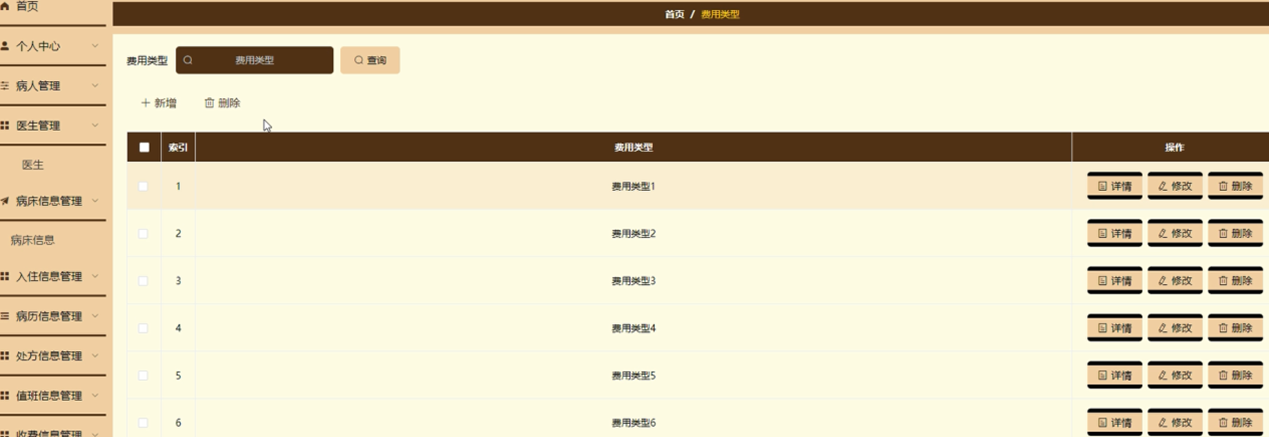 首页
个人中心
病人管理
医生管理
医生
病床信息管理
病床信息
入住信息管理
病历信息管理
处方信息管理
值班信息管理
收费信息管理
首页 / 费用类型
费用类型 费用类型 查询
新增 删除
索引 费用类型 操作
1 费用类型1 详情 修改 删除
2 费用类型2 详情 修改 删除
3 费用类型3 详情 修改 删除
4 费用类型4 详情 修改 删除
5 费用类型5 详情 修改 删除
6 费用类型6 详情 修改 删除